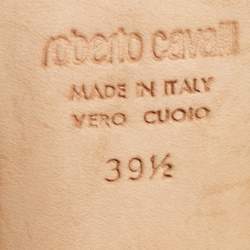 roberto cavalli
MADE IN ITALY
VERO CUOIO
39½